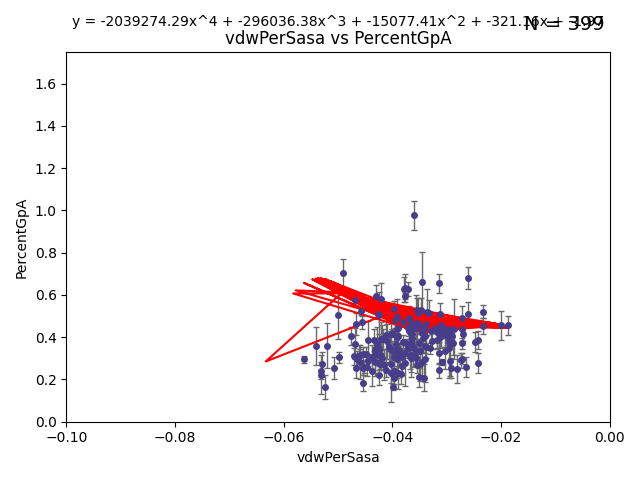 y = -2039274.29x^4 + -296036.38x^3 + -15077.41x^2 + -321.16x +
N = 399
vdwPerSasa vs PercentGpA
PercentGpA
1.6
1.4
1.2
1.0
0.8
0.6
0.4
0.2
0.0
−0.10 −0.08 −0.06 −0.04 −0.02 0.00
vdwPerSasa